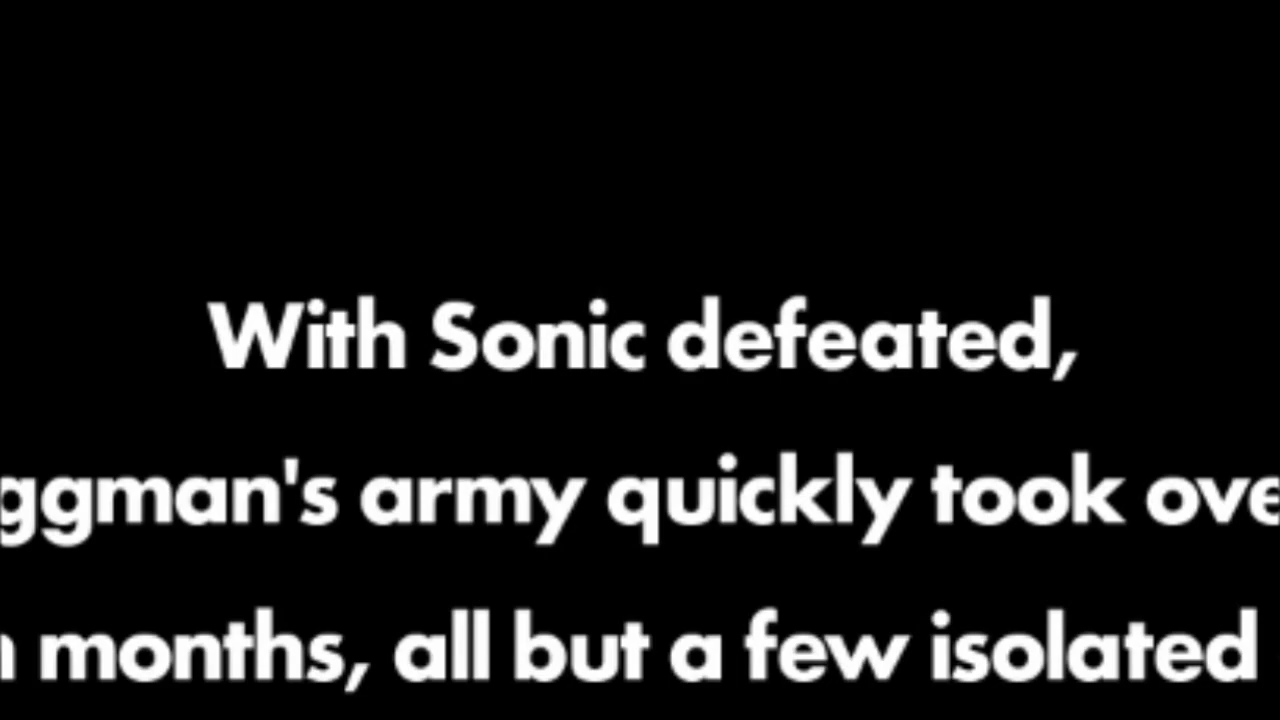 With Sonic defeated,
ggman's army quickly took ove
months, all but a few isolated